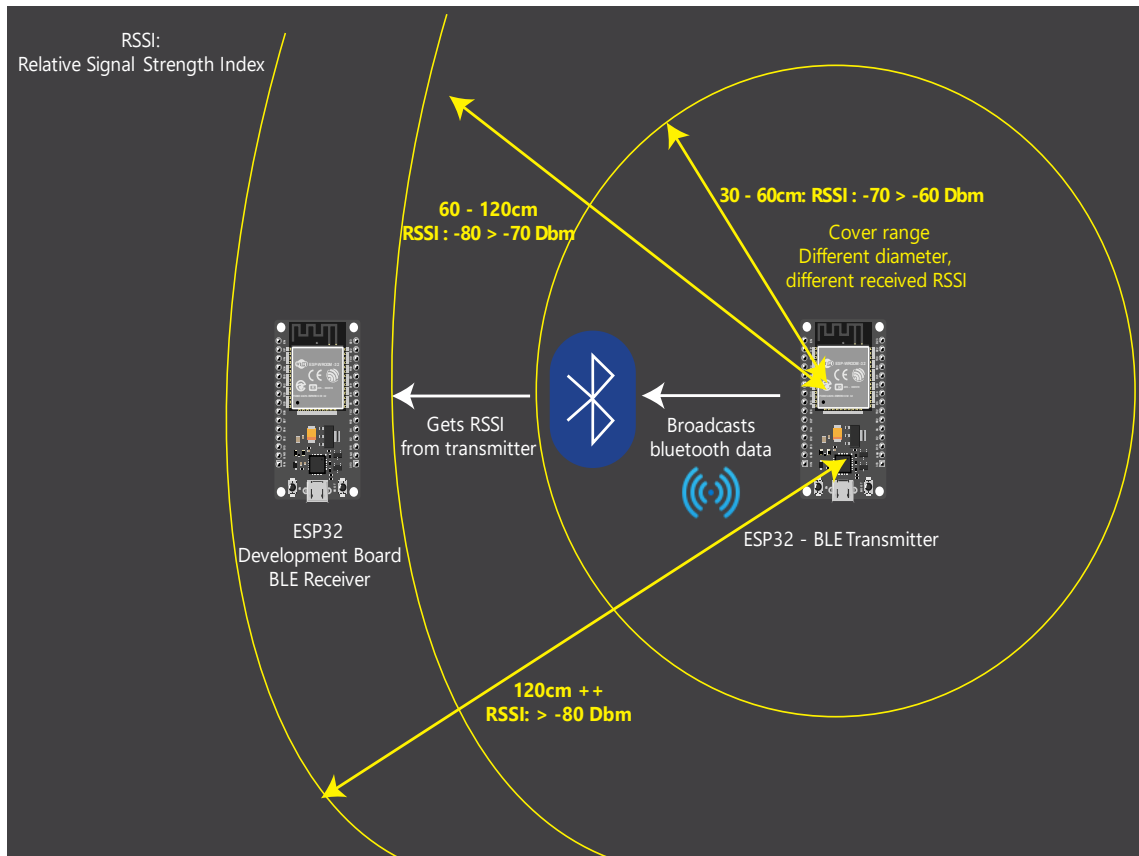 RSSI:
Relative Signal Strength Index
30 - 60cm: RSSI : -70 > -60 Dbm
60 - 120cm
RSSI : -80 > -70 Dbm
Cover range
Different diameter,
different received RSSI
Gets RSSI
from transmitter
Broadcasts
bluetooth data
ESP32
Development Board
BLE Receiver
ESP32 - BLE Transmitter
120cm ++
RSSI: > -80 Dbm